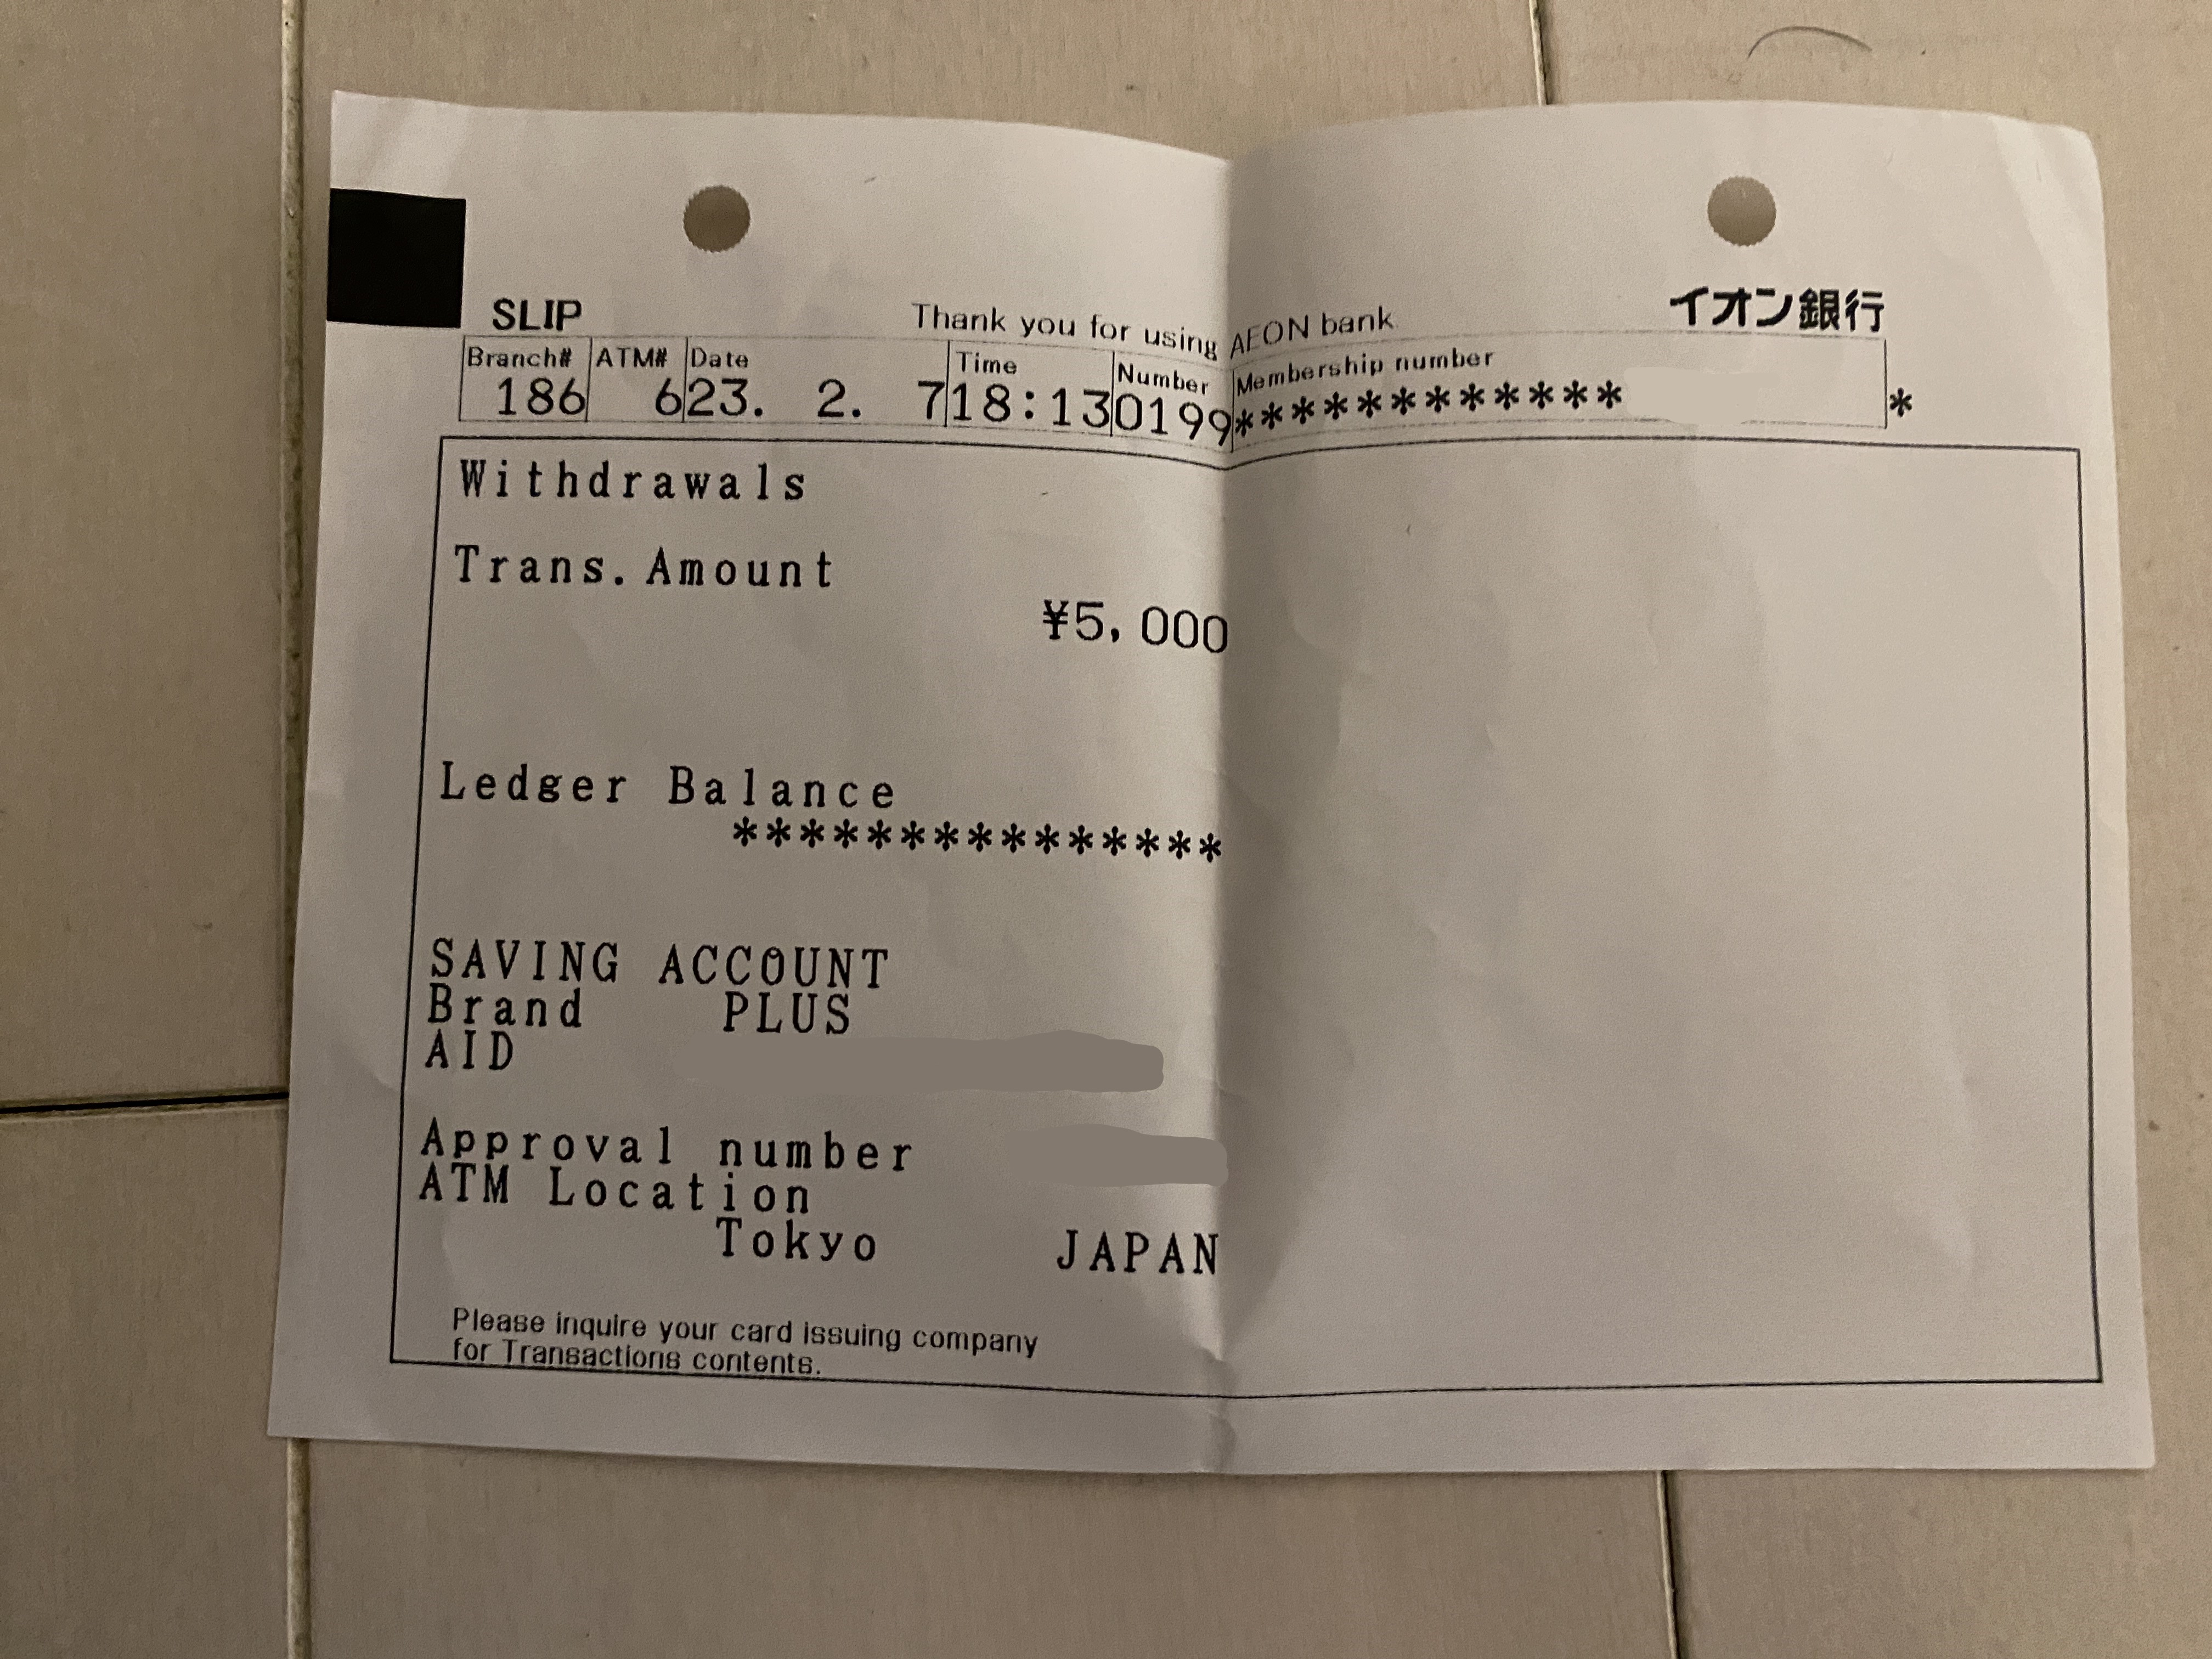 SLIP Thank you for using AEON bank イオン銀行
Branch# ATM# Date Time Number Membership number
186 6 23. 2. 7 18:13 0199 ************ *
Withdrawals
Trans. Amount
¥5,000
Ledger Balance
***************
SAVING ACCOUNT
Brand PLUS
AID
Approval number
ATM Location
Tokyo JAPAN
Please inquire your card issuing company
for Transactions contents.